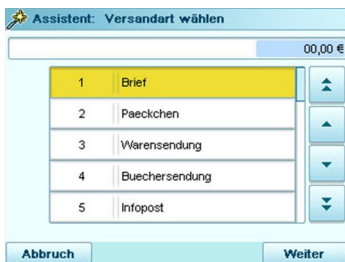 Assistent: Versandart wählen
00,00 €
1 Brief
2 Paeckchen
3 Warensendung
4 Buechersendung
5 Infopost
Abbruch Weiter